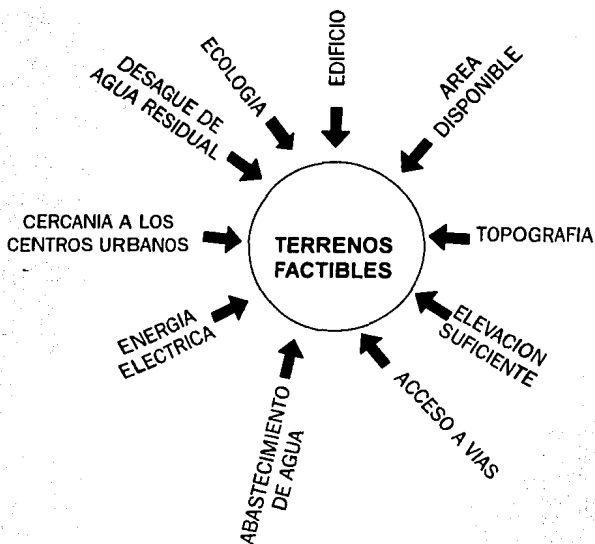 EDIFICIO
AREA
DISPONIBLE
TOPOGRAFIA
ELEVACION
SUFICIENTE
ACCESO A VIAS
ABASTECIMIENTO
DE AGUA
ENERGIA
ELECTRICA
CERCANIA A LOS
CENTROS URBANOS
DESAGUE DE
AGUA RESIDUAL
ECOLOGIA
TERRENOS
FACTIBLES